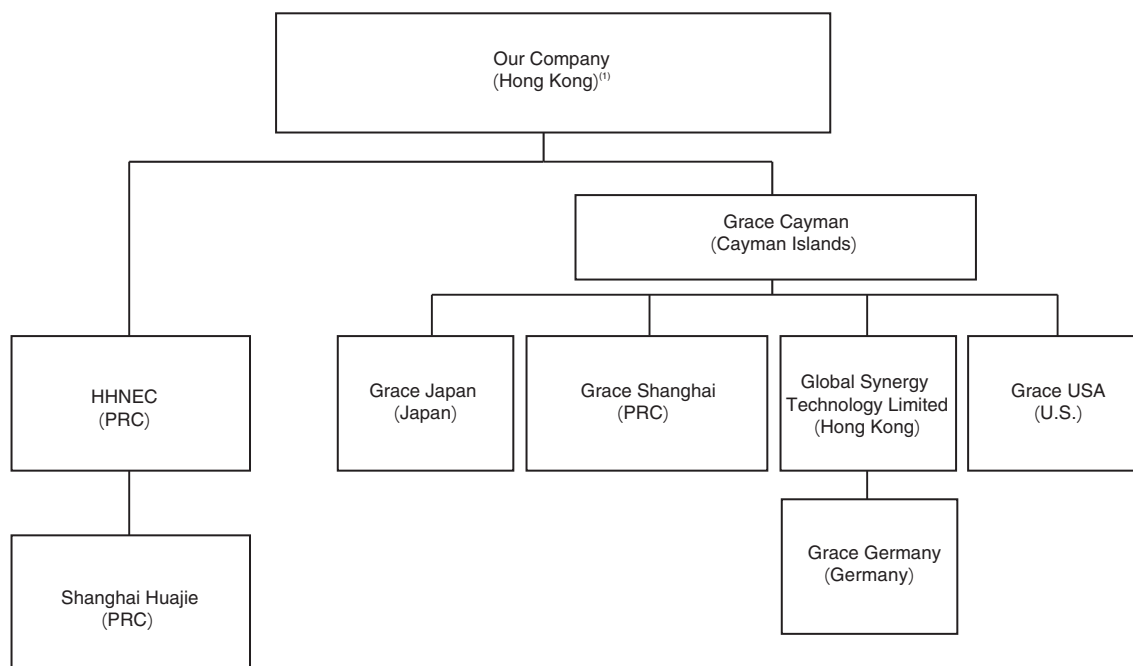 Our Company
(Hong Kong)(1)
Grace Cayman
(Cayman Islands)
HHNEC
(PRC)
Grace Japan
(Japan)
Grace Shanghai
(PRC)
Global Synergy
Technology Limited
(Hong Kong)
Grace USA
(U.S.)
Shanghai Huajie
(PRC)
Grace Germany
(Germany)